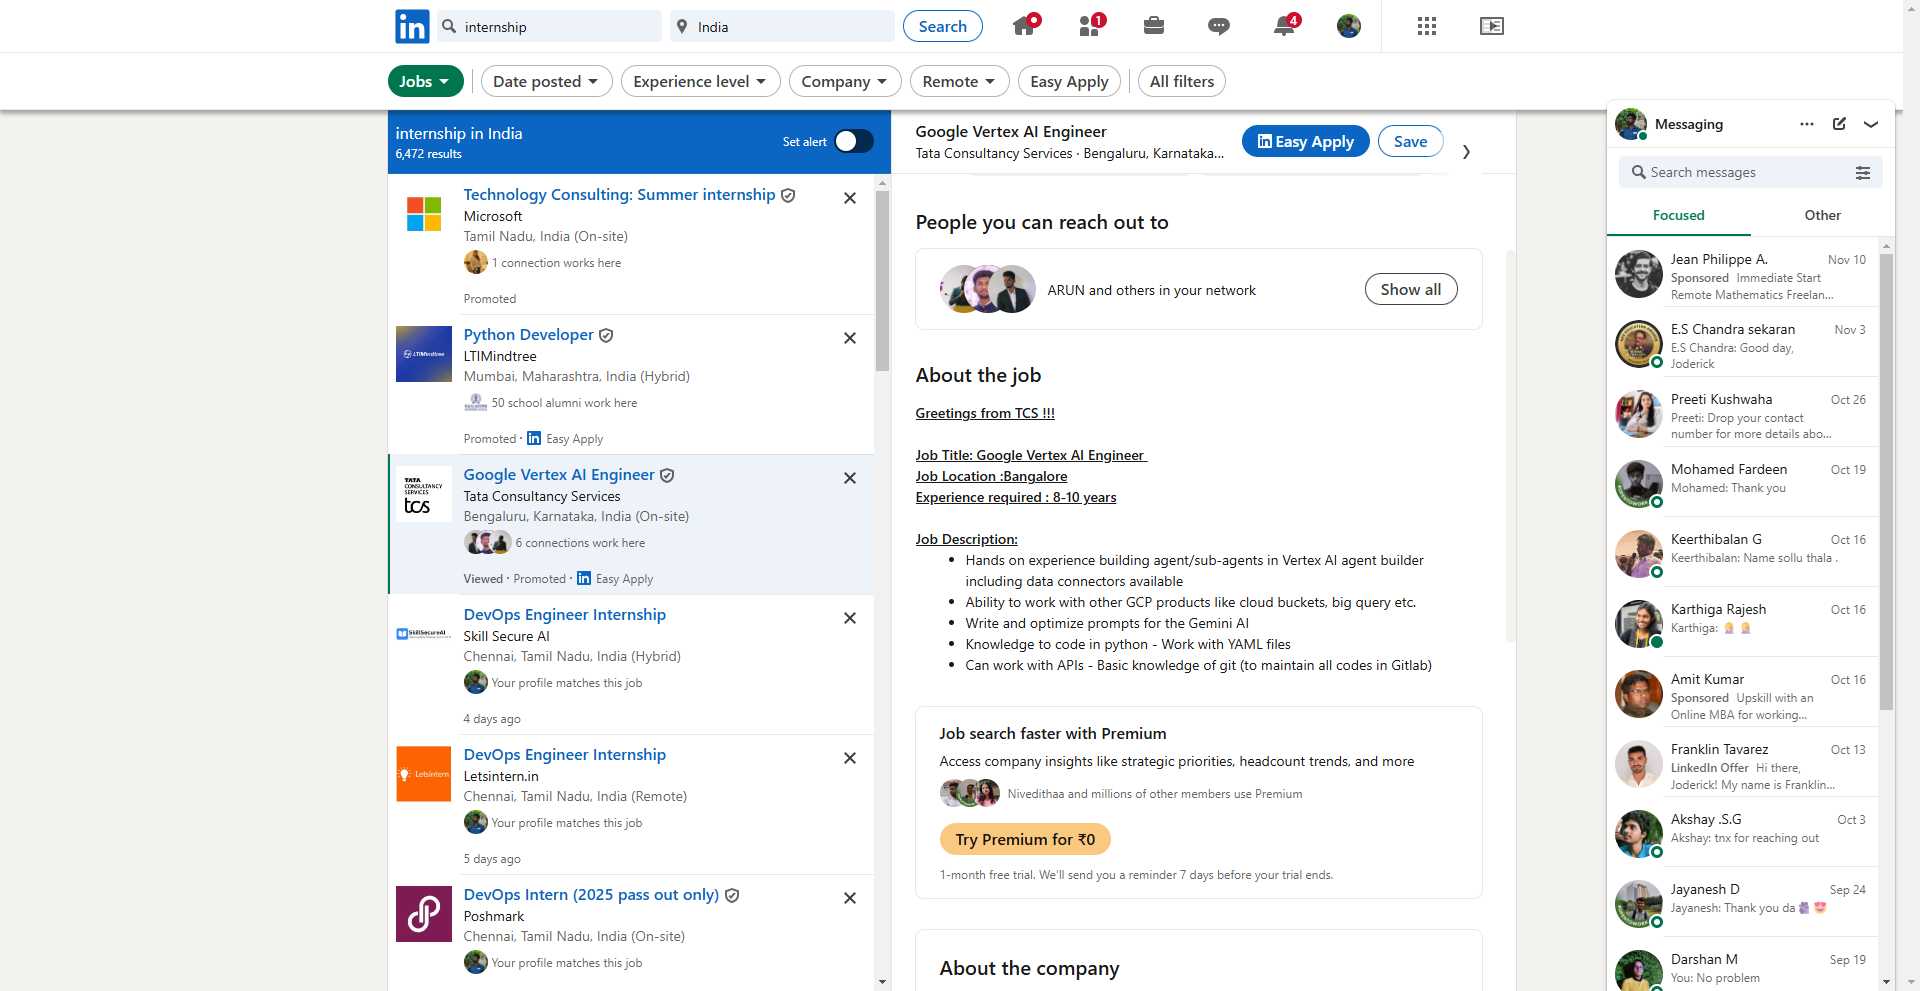 internship
India
Search
1
4
Jobs
Date posted
Experience level
Company
Remote
Easy Apply
All filters
internship in India
6,472 results
Set alert
Technology Consulting: Summer internship
Microsoft
Tamil Nadu, India (On-site)
1 connection works here
Promoted
LTIMindtree
Python Developer
LTIMindtree
Mumbai, Maharashtra, India (Hybrid)
50 school alumni work here
Promoted · in Easy Apply
TATA
CONSULTANCY
SERVICES
tcs
Google Vertex AI Engineer
Tata Consultancy Services
Bengaluru, Karnataka, India (On-site)
6 connections work here
Viewed · Promoted · in Easy Apply
SkillSecureAI
DevOps Engineer Internship
Skill Secure AI
Chennai, Tamil Nadu, India (Hybrid)
Your profile matches this job
4 days ago
Letsintern
DevOps Engineer Internship
Letsintern.in
Chennai, Tamil Nadu, India (Remote)
Your profile matches this job
5 days ago
DevOps Intern (2025 pass out only)
Poshmark
Chennai, Tamil Nadu, India (On-site)
Your profile matches this job
Google Vertex AI Engineer
Tata Consultancy Services · Bengaluru, Karnataka...
in Easy Apply
Save
People you can reach out to
ARUN and others in your network
Show all
About the job
Greetings from TCS !!!
Job Title: Google Vertex AI Engineer
Job Location :Bangalore
Experience required : 8-10 years
Job Description:
• Hands on experience building agent/sub-agents in Vertex AI agent builder
including data connectors available
• Ability to work with other GCP products like cloud buckets, big query etc.
• Write and optimize prompts for the Gemini AI
• Knowledge to code in python - Work with YAML files
• Can work with APIs - Basic knowledge of git (to maintain all codes in Gitlab)
Job search faster with Premium
Access company insights like strategic priorities, headcount trends, and more
Nivedithaa and millions of other members use Premium
Try Premium for ₹0
1-month free trial. We'll send you a reminder 7 days before your trial ends.
About the company
Messaging
Search messages
Focused
Other
Jean Philippe A. Nov 10
Sponsored Immediate Start
Remote Mathematics Freelan...
E.S Chandra sekaran Nov 3
E.S Chandra: Good day,
Joderick
Preeti Kushwaha Oct 26
Preeti: Drop your contact
number for more details abo...
Mohamed Fardeen Oct 19
Mohamed: Thank you
Keerthibalan G Oct 16
Keerthibalan: Name sollu thala .
Karthiga Rajesh Oct 16
Karthiga:
Amit Kumar Oct 16
Sponsored Upskill with an
Online MBA for working...
Franklin Tavarez Oct 13
LinkedIn Offer Hi there,
Joderick! My name is Franklin...
Akshay .S.G Oct 3
Akshay: tnx for reaching out
Jayanesh D Sep 24
Jayanesh: Thank you da
Darshan M Sep 19
You: No problem